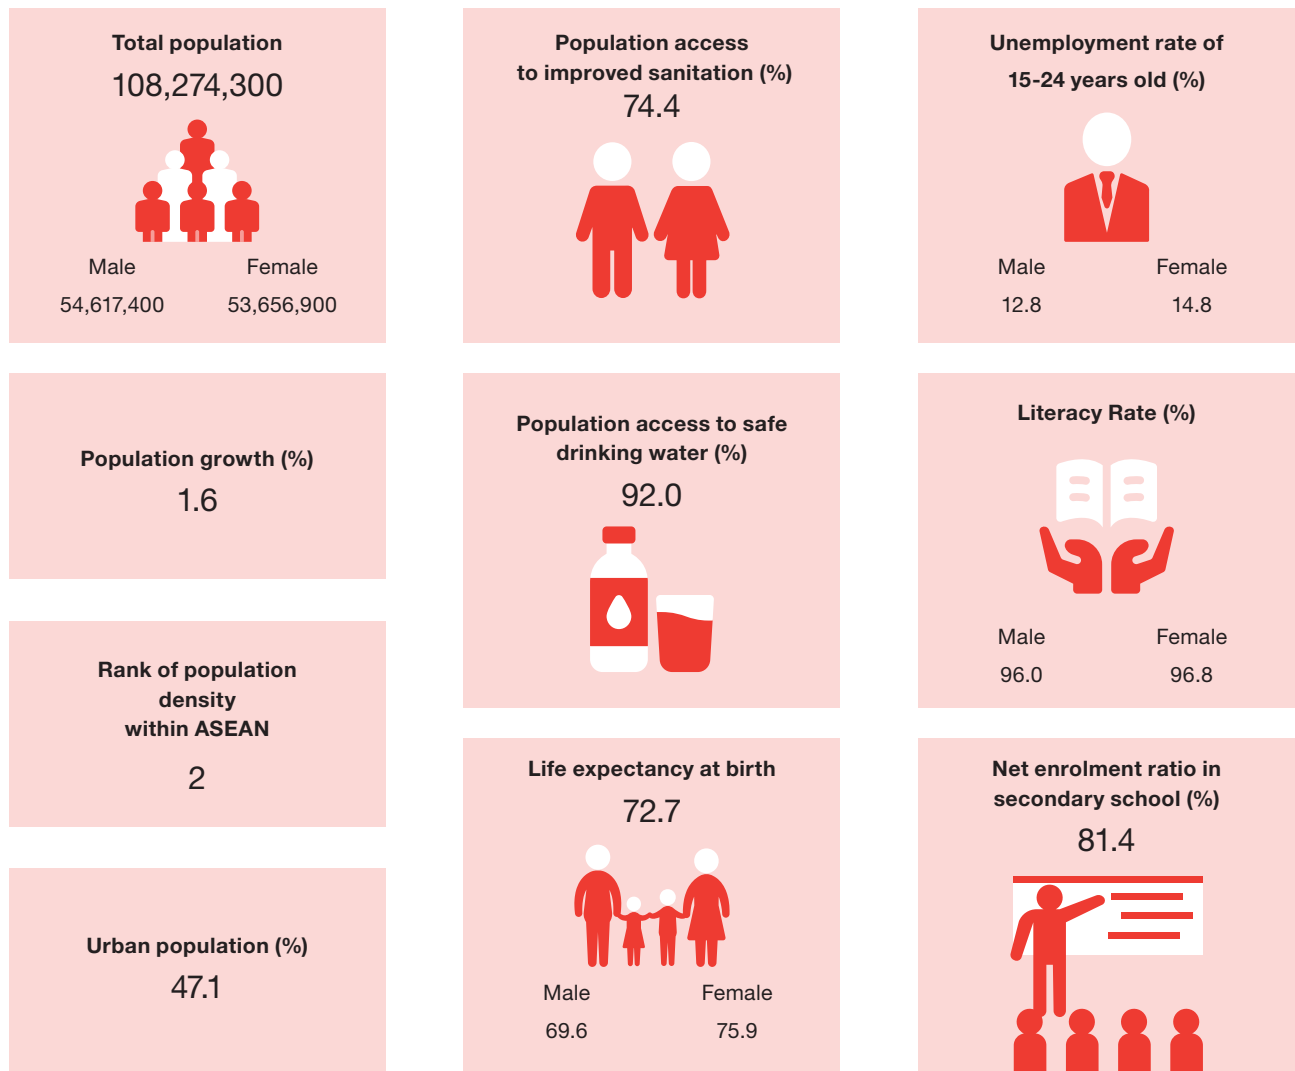 Total population
108,274,300
Male Female
54,617,400 53,656,900
Population growth (%)
1.6
Rank of population
density
within ASEAN
2
Urban population (%)
47.1
Population access
to improved sanitation (%)
74.4
Population access to safe
drinking water (%)
92.0
Life expectancy at birth
72.7
Male Female
69.6 75.9
Unemployment rate of
15-24 years old (%)
Male Female
12.8 14.8
Literacy Rate (%)
Male Female
96.0 96.8
Net enrolment ratio in
secondary school (%)
81.4